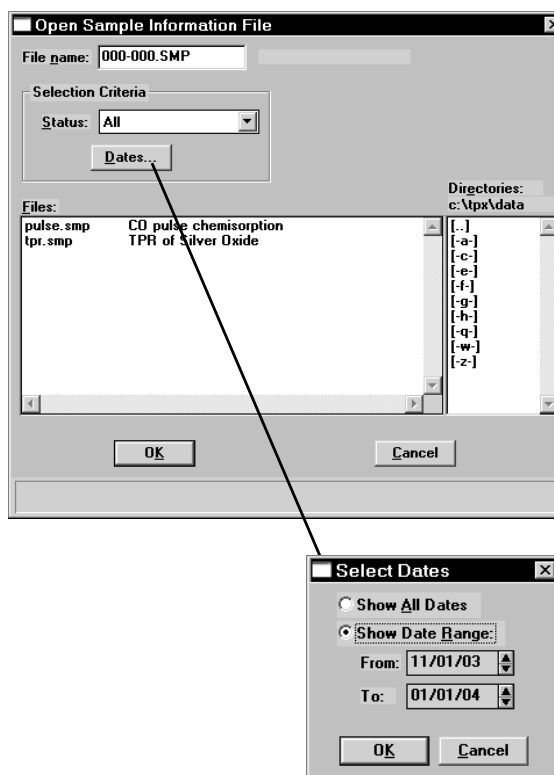 Open Sample Information File
File name: 000-000.SMP
Selection Criteria
Status: All
Dates...
Directories:
c:\tpx\data
Files:
pulse.smp CO pulse chemisorption
tpr.smp TPR of Silver Oxide
[..]
[-a-]
[-c-]
[-e-]
[-f-]
[-g-]
[-h-]
[-q-]
[-w-]
[-z-]
OK
Cancel
Select Dates
Show All Dates
Show Date Range:
From: 11/01/03
To: 01/01/04
OK
Cancel